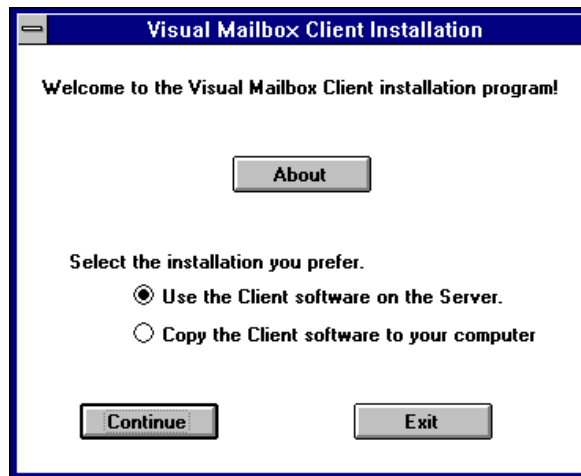 Visual Mailbox Client Installation
Welcome to the Visual Mailbox Client installation program!
About
Select the installation you prefer.
Use the Client software on the Server.
Copy the Client software to your computer
Continue Exit